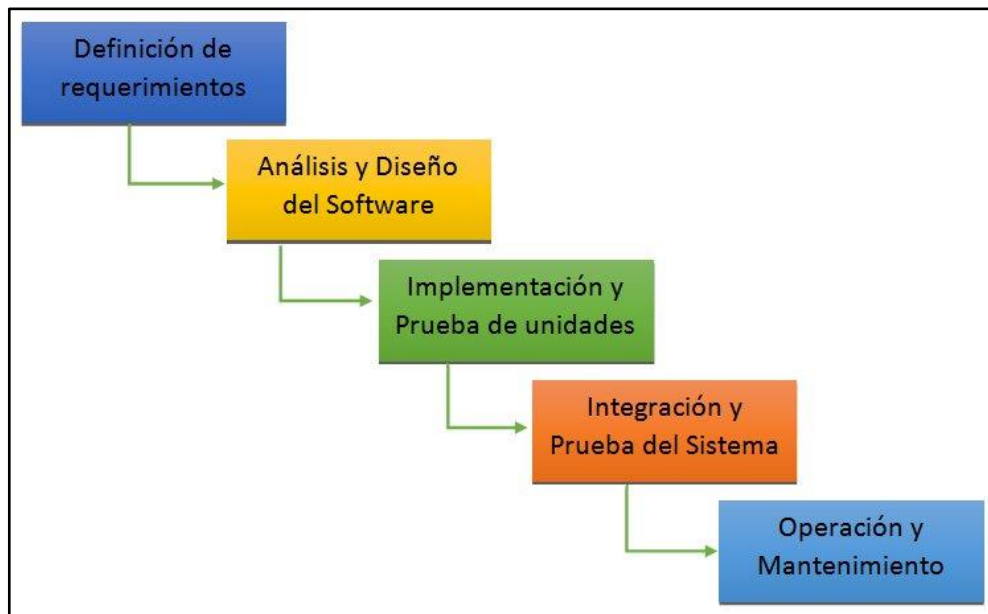 Definición de
requerimientos
Análisis y Diseño
del Software
Implementación y
Prueba de unidades
Integración y
Prueba del Sistema
Operación y
Mantenimiento